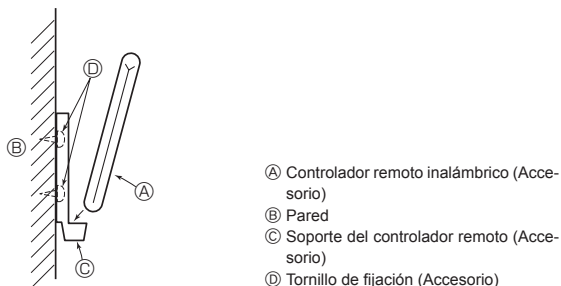 Ⓓ
Ⓑ
Ⓐ
Ⓒ
Ⓐ Controlador remoto inalámbrico (Acce-
sorio)
Ⓑ Pared
Ⓒ Soporte del controlador remoto (Acce-
sorio)
Ⓓ Tornillo de fijación (Accesorio)